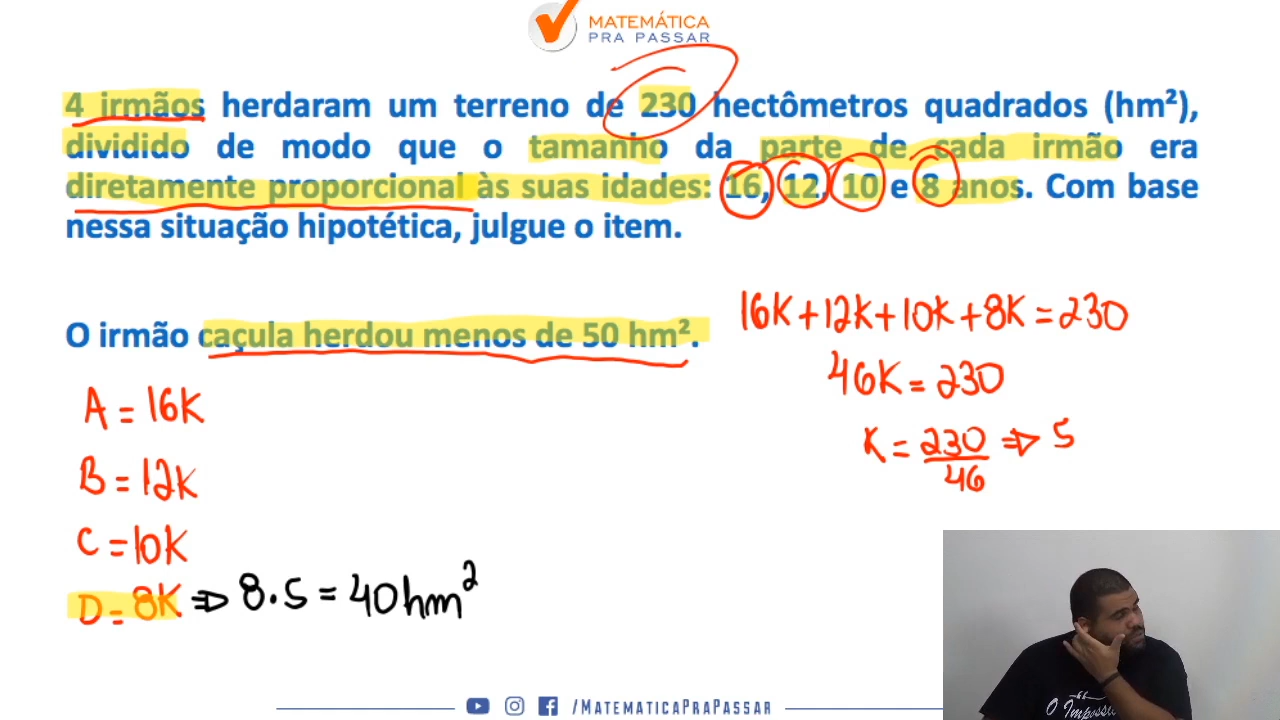 MATEMÁTICA
PRA PASSAR
4 irmãos herdaram um terreno de 230 hectômetros quadrados (hm²),
dividido de modo que o tamanho da parte de cada irmão era
diretamente proporcional às suas idades: 16, 12, 10 e 8 anos. Com base
nessa situação hipotética, julgue o item.
O irmão caçula herdou menos de 50 hm².
16K+12K+10K+8K=230
46K=230
K=230/46 ⇒ 5
A=16K
B=12K
C=10K
D=8K ⇒ 8.5=40hm²
/MatematicaPraPassar